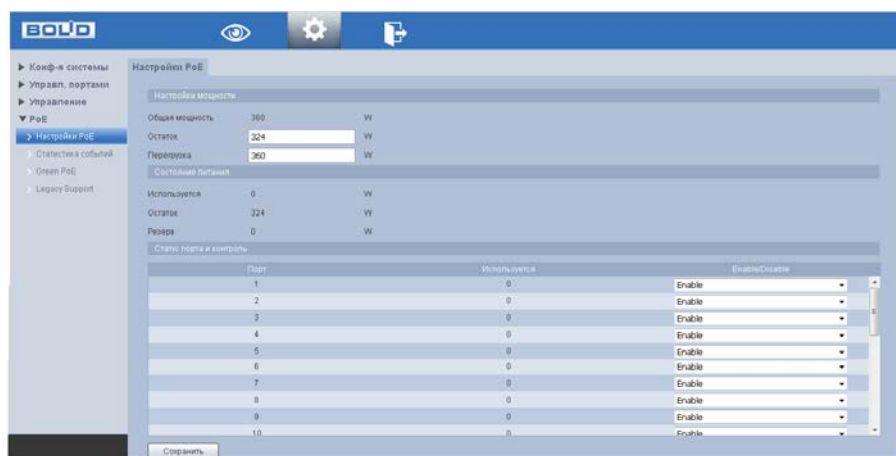 BOLID
Конф-я системы
Управл. портами
Управление
PoE
Настройки PoE
Статистика событий
Green PoE
Legacy Support
Настройки PoE
Настройки мощности
Общая мощность 360 W
Остаток 324 W
Перегрузка 360 W
Состояние питания
Используется 0 W
Остаток 324 W
Резерв 0 W
Статус порта и контроль
Порт Используется Enable/Disable
1 0 Enable
2 0 Enable
3 0 Enable
4 0 Enable
5 0 Enable
6 0 Enable
7 0 Enable
8 0 Enable
9 0 Enable
10 0 Enable
Сохранить